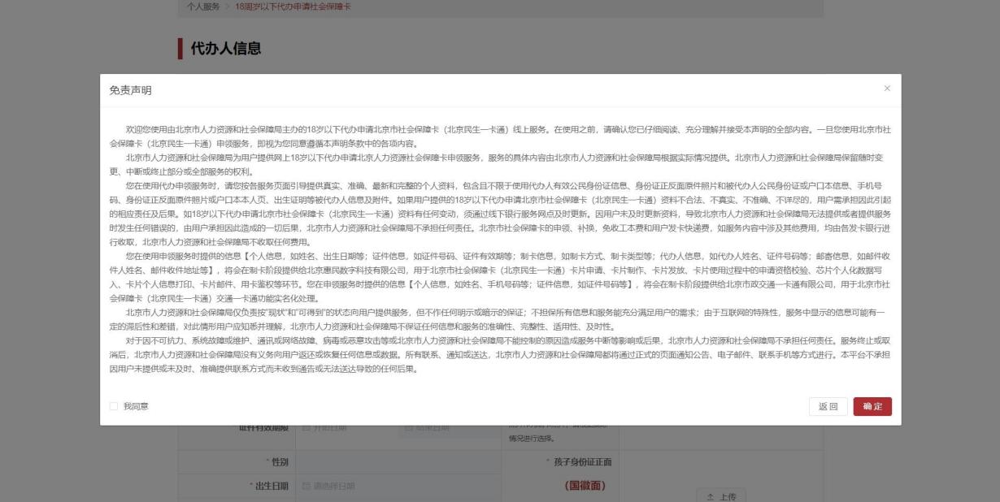 个人服务 > 18周岁以下代办申请社会保障卡
代办人信息
免责声明
×
欢迎您使用由北京市人力资源和社会保障局主办的18岁以下代办申请北京市社会保障卡（北京民生一卡通）线上服务。在使用之前，请确认您已仔细阅读、充分理解并接受本声明的全部内容。一旦您使用北京市社
会保障卡（北京民生一卡通）申领服务，即视为您同意遵循本声明条款中的各项内容。
北京市人力资源和社会保障局为用户提供网上18岁以下代办申请北京人力资源社会保障卡申领服务，服务的具体内容由北京市人力资源和社会保障局根据实际情况提供。北京市人力资源和社会保障局保留随时变
更、中断或终止部分或全部服务的权利。
您在使用代办申领服务时，请您按各服务页面引导提供真实、准确、最新和完整的个人资料，包含且不限于使用代办人有效公民身份证信息、身份证正反面原件照片和被代办人公民身份证或户口本信息、手机号
码、身份证正反面原件照片或户口本本人页、出生证明等被代办人信息及附件。如果用户提供的18岁以下代办申请北京市社会保障卡（北京民生一卡通）资料不合法、不真实、不准确、不详尽的，用户需承担因此引起
的相应责任及后果。如18岁以下代办申请北京市社会保障卡（北京民生一卡通）资料有任何变动，须通过线下银行服务网点及时更新。因用户未及时更新资料，导致北京市人力资源和社会保障局无法提供或者提供服务
时发生任何错误的，由用户承担因此造成的一切后果，北京市人力资源和社会保障局不承担任何责任。北京市社会保障卡的申领、补换，免收工本费和用户发卡快递费，如服务内容中涉及其他费用，均由各发卡银行进
行收取，北京市人力资源和社会保障局不收取任何费用。
您在使用申领服务时提供的信息【个人信息，如姓名、出生日期等；证件信息，如证件号码、证件有效期等；制卡信息，如制卡方式、制卡类型等；代办人信息，如代办人姓名、证件号码等；邮寄信息，如邮件收
件人姓名、邮件收件地址等】，将会在制卡阶段提供给北京惠民数字科技有限公司，用于北京市社会保障卡（北京民生一卡通）卡片申请、卡片制作、卡片发放、卡片使用过程中的申请资格校验、芯片个人化数据写
入、卡片个人信息打印、卡片邮件、用卡鉴权等环节。您在申领服务时提供的信息【个人信息，如姓名、手机号码等；证件信息，如证件号码等】，将会在制卡阶段提供给北京市政交通一卡通有限公司，用于北京市社
会保障卡（北京民生一卡通）交通一卡通功能实名化处理。
北京市人力资源和社会保障局仅负责按"现状"和"可得到"的状态向用户提供服务，但不作任何明示或暗示的保证；不担保所有信息和服务能充分满足用户的需求；由于互联网的特殊性，服务中显示的信息可能有一
定的滞后性和差错，对此情形用户应知悉并理解，北京市人力资源和社会保障局不保证任何信息和服务的准确性、完整性、适用性、及时性。
对于因不可抗力、系统故障或维护、通讯或网络故障、病毒或恶意攻击等或北京市人力资源和社会保障局不能控制的原因造成服务中断等影响或后果，北京市人力资源和社会保障局不承担任何责任。服务终止或取
消后，北京市人力资源和社会保障局没有义务向用户返还或恢复任何信息或数据。所有联系、通知或送达，北京市人力资源和社会保障局都将通过正式的页面通知公告、电子邮件、联系手机等方式进行。本平台不承担
因用户未提供或未及时、准确提供联系方式而未收到通告或无法送达导致的任何后果。
我同意
返回 确定
证件有效期限 开始日期 结束日期
情况进行选择。
* 性别 * 孩子身份证正面
* 出生日期 请选择日期 （国徽面）
上传